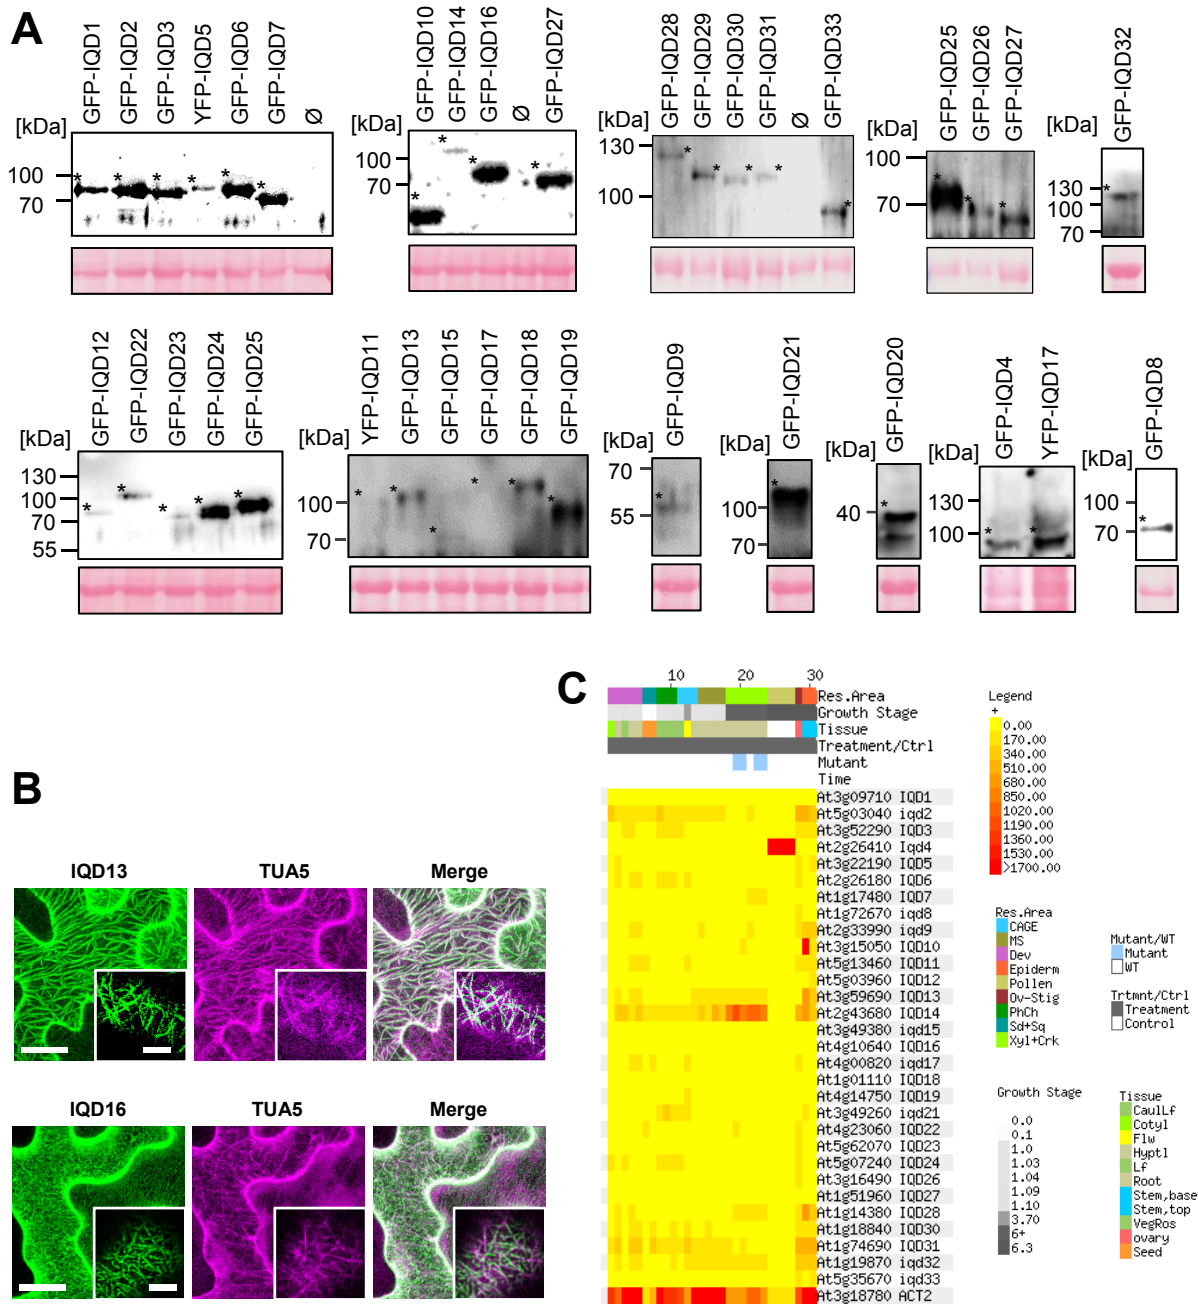 A
GFP-IQD1
GFP-IQD2
GFP-IQD3
YFP-IQD5
GFP-IQD6
GFP-IQD7
Ø
[kDa]
100
70
*
*
*
*
*
*
GFP-IQD10
GFP-IQD14
GFP-IQD16
Ø
GFP-IQD27
[kDa]
100
70
*
*
*
*
GFP-IQD28
GFP-IQD29
GFP-IQD30
GFP-IQD31
Ø
GFP-IQD33
[kDa]
130
100
*
*
*
*
*
GFP-IQD25
GFP-IQD26
GFP-IQD27
[kDa]
100
70
*
*
*
GFP-IQD32
[kDa]
130
100
70
*
GFP-IQD12
GFP-IQD22
GFP-IQD23
GFP-IQD24
GFP-IQD25
[kDa]
130
100
70
55
*
*
*
*
*
YFP-IQD11
GFP-IQD13
GFP-IQD15
GFP-IQD17
GFP-IQD18
GFP-IQD19
[kDa]
100
70
*
*
*
*
*
*
GFP-IQD9
[kDa]
70
55
*
GFP-IQD21
[kDa]
100
70
*
GFP-IQD20
[kDa]
40
*
GFP-IQD4
YFP-IQD17
[kDa]
130
100
*
*
GFP-IQD8
[kDa]
100
70
*
B
IQD13 TUA5 Merge
IQD16 TUA5 Merge
C
10 20 30
Res.Area
Growth Stage
Tissue
Treatment/Ctrl
Mutant
Time
At3g09710 IQD1
At5g03040 iqd2
At3g52290 IQD3
At2g26410 Iqd4
At3g22190 IQD5
At2g26180 IQD6
At1g17480 IQD7
At1g72670 iqd8
At2g33990 iqd9
At3g15050 IQD10
At5g13460 IQD11
At5g03960 IQD12
At3g59690 IQD13
At2g43680 IQD14
At3g49380 iqd15
At4g10640 IQD16
At4g00820 iqd17
At1g01110 IQD18
At4g14750 IQD19
At3g49260 iqd21
At4g23060 IQD22
At5g62070 IQD23
At5g07240 IQD24
At3g16490 IQD26
At1g51960 IQD27
At1g14380 IQD28
At1g18840 IQD30
At1g74690 IQD31
At1g19870 iqd32
At5g35670 iqd33
At3g18780 ACT2
Legend
+
0.00
170.00
340.00
510.00
680.00
850.00
1020.00
1190.00
1360.00
1530.00
>1700.00
Res.Area
CAGE
MS
Dev
Epiderm
Pollen
Ov-Stig
PhCh
Sd+Sq
Xyl+Crk
Mutant/WT
Mutant
WT
Trtmnt/Ctrl
Treatment
Control
Growth Stage
0.0
0.1
1.0
1.03
1.04
1.09
1.10
3.70
6+
6.3
Tissue
CaulLf
Cotyl
Flw
Hyptl
Lf
Root
Stem,base
Stem,top
VegRos
ovary
Seed